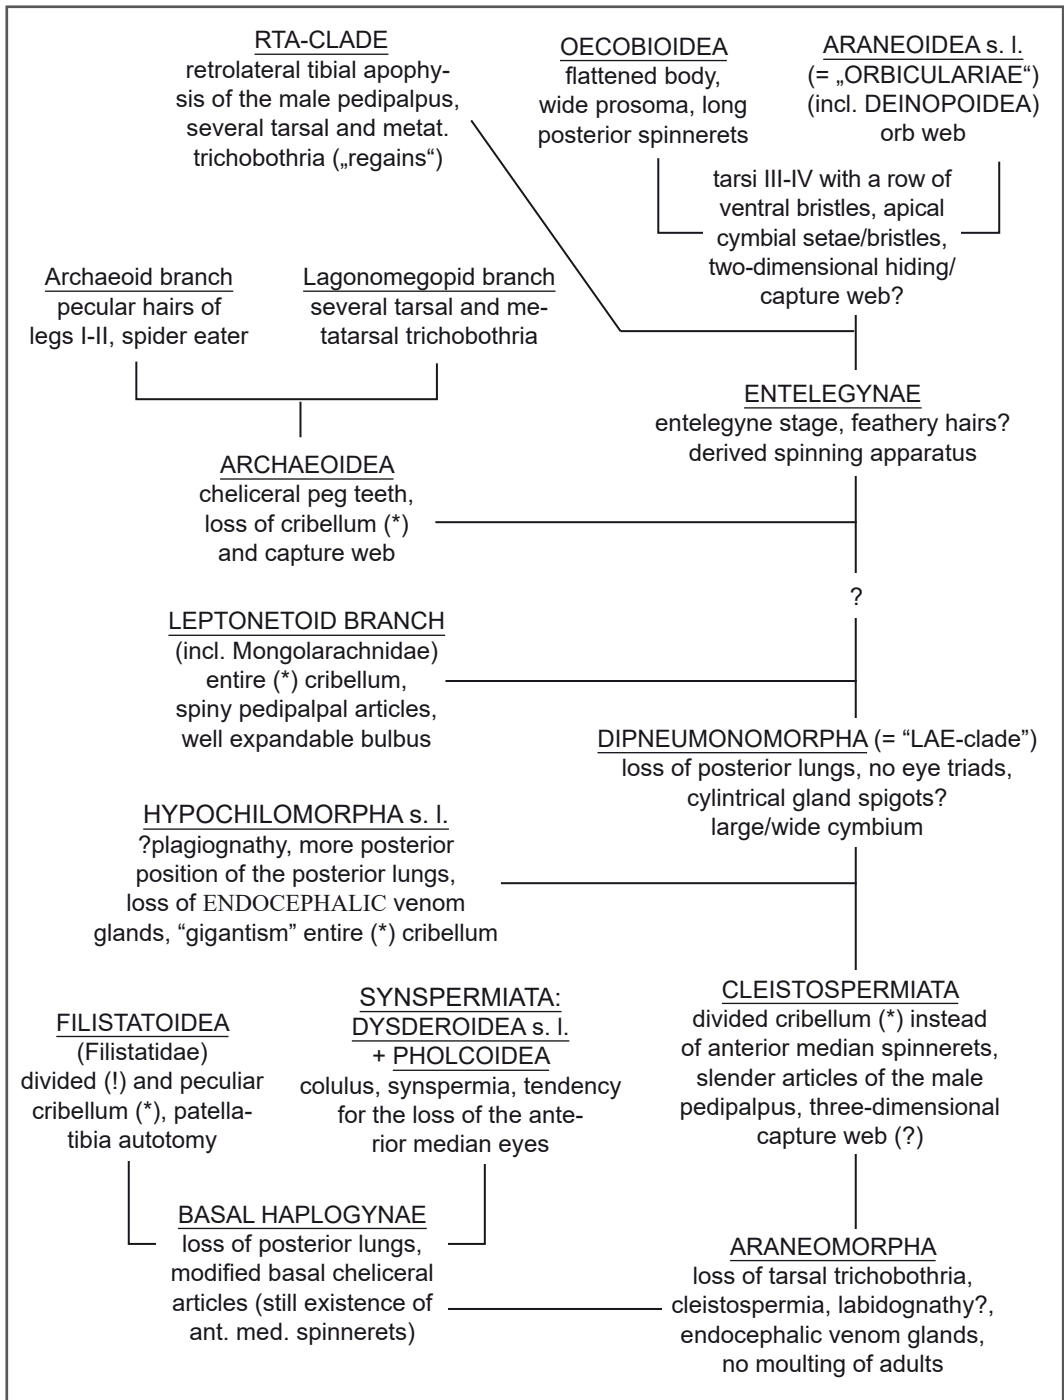 RTA-CLADE
retrolateral tibial apophy-
sis of the male pedipalpus,
several tarsal and metat.
trichobothria („regains“)
OECOBIOIDEA
flattened body,
wide prosoma, long
posterior spinnerets
ARANEOIDEA s. l.
(= „ORBICULARIAE“)
(incl. DEINOPOIDEA)
orb web
tarsi III-IV with a row of
ventral bristles, apical
cymbial setae/bristles,
two-dimensional hiding/
capture web?
Archaeoid branch
pecular hairs of
legs I-II, spider eater
Lagonomegopid branch
several tarsal and me-
tatarsal trichobothria
ENTELEGYNAE
entelegyne stage, feathery hairs?
derived spinning apparatus
ARCHAEOIDEA
cheliceral peg teeth,
loss of cribellum (*)
and capture web
?
LEPTONETOID BRANCH
(incl. Mongolarachnidae)
entire (*) cribellum,
spiny pedipalpal articles,
well expandable bulbus
DIPNEUMONOMORPHA (= “LAE-clade”)
loss of posterior lungs, no eye triads,
cylintrical gland spigots?
large/wide cymbium
HYPOCHILOMORPHA s. l.
?plagiognathy, more posterior
position of the posterior lungs,
loss of ENDOCEPHALIC venom
glands, “gigantism” entire (*) cribellum
FILISTATOIDEA
(Filistatidae)
divided (!) and peculiar
cribellum (*), patella-
tibia autotomy
SYNSPERMIATA:
DYSDEROIDEA s. l.
+ PHOLCOIDEA
colulus, synspermia, tendency
for the loss of the ante-
rior median eyes
CLEISTOSPERMIATA
divided cribellum (*) instead
of anterior median spinnerets,
slender articles of the male
pedipalpus, three-dimensional
capture web (?)
BASAL HAPLOGYNAE
loss of posterior lungs,
modified basal cheliceral
articles (still existence of
ant. med. spinnerets)
ARANEOMORPHA
loss of tarsal trichobothria,
cleistospermia, labidognathy?,
endocephalic venom glands,
no moulting of adults